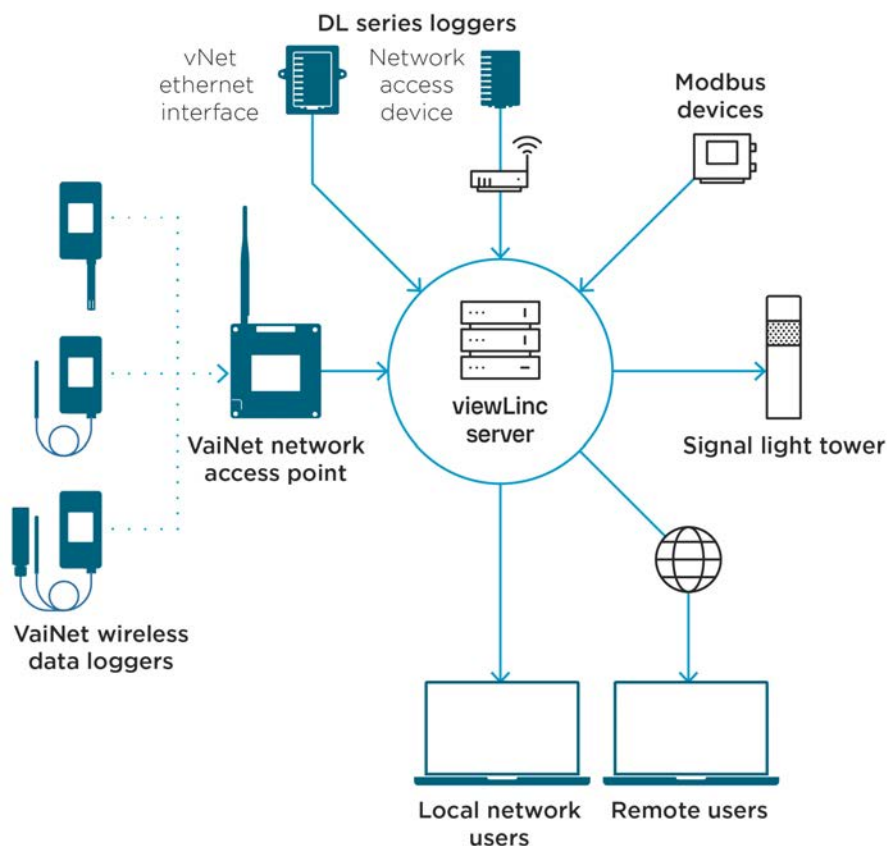 DL series loggers
vNet
ethernet
interface
Network
access
device
Modbus
devices
viewLinc
server
VaiNet network
access point
Signal light tower
VaiNet wireless
data loggers
Local network
users
Remote users